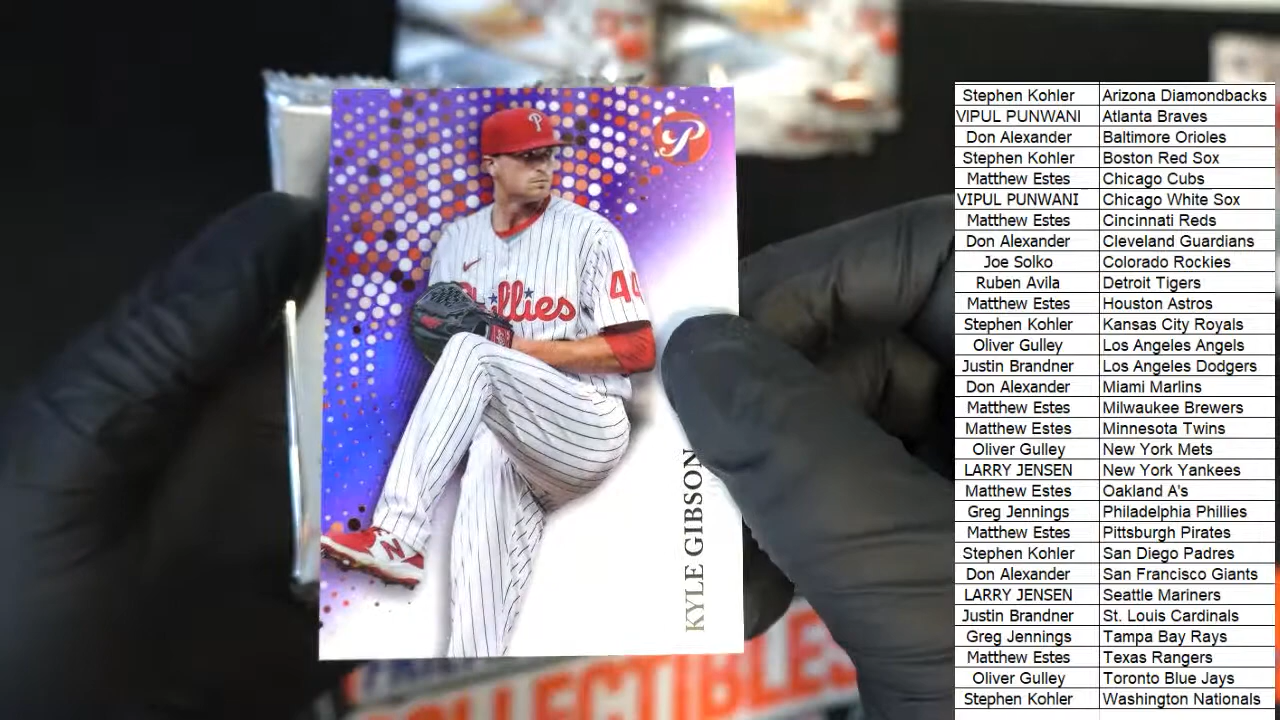 P
P
Phillies
44
N
KYLE GIBSON
Stephen Kohler Arizona Diamondbacks
VIPUL PUNWANI Atlanta Braves
Don Alexander Baltimore Orioles
Stephen Kohler Boston Red Sox
Matthew Estes Chicago Cubs
VIPUL PUNWANI Chicago White Sox
Matthew Estes Cincinnati Reds
Don Alexander Cleveland Guardians
Joe Solko Colorado Rockies
Ruben Avila Detroit Tigers
Matthew Estes Houston Astros
Stephen Kohler Kansas City Royals
Oliver Gulley Los Angeles Angels
Justin Brandner Los Angeles Dodgers
Don Alexander Miami Marlins
Matthew Estes Milwaukee Brewers
Matthew Estes Minnesota Twins
Oliver Gulley New York Mets
LARRY JENSEN New York Yankees
Matthew Estes Oakland A's
Greg Jennings Philadelphia Phillies
Matthew Estes Pittsburgh Pirates
Stephen Kohler San Diego Padres
Don Alexander San Francisco Giants
LARRY JENSEN Seattle Mariners
Justin Brandner St. Louis Cardinals
Greg Jennings Tampa Bay Rays
Matthew Estes Texas Rangers
Oliver Gulley Toronto Blue Jays
Stephen Kohler Washington Nationals
COLLECTIBLES